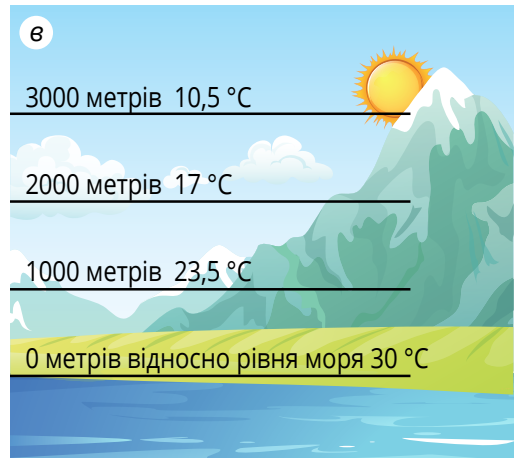 в
3000 метрів 10,5 °C
2000 метрів 17 °C
1000 метрів 23,5 °C
0 метрів відносно рівня моря 30 °C